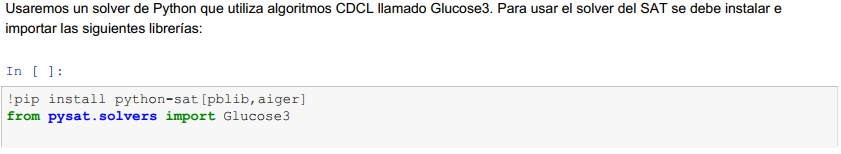 Usaremos un solver de Python que utiliza algoritmos CDCL llamado Glucose3. Para usar el solver del SAT se debe instalar e
importar las siguientes librerías:
In [ ]:
!pip install python-sat[pblib,aiger]
from pysat.solvers import Glucose3